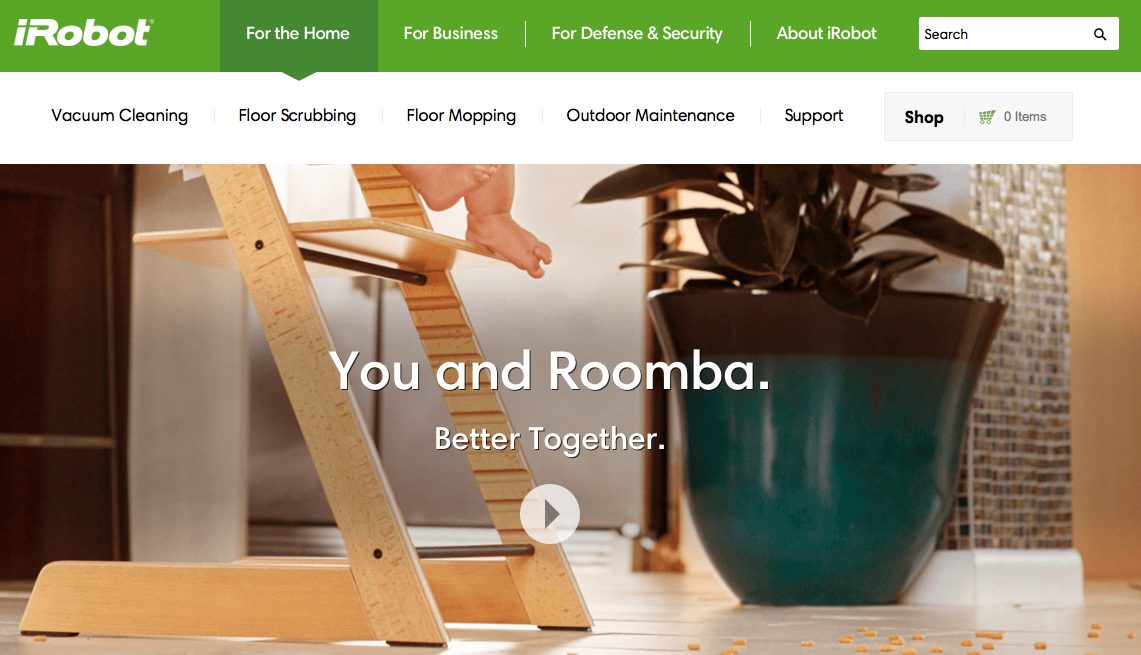 iRobot®
For the Home
For Business
For Defense & Security
About iRobot
Search
Vacuum Cleaning
Floor Scrubbing
Floor Mopping
Outdoor Maintenance
Support
Shop
0 Items
You and Roomba.
Better Together.